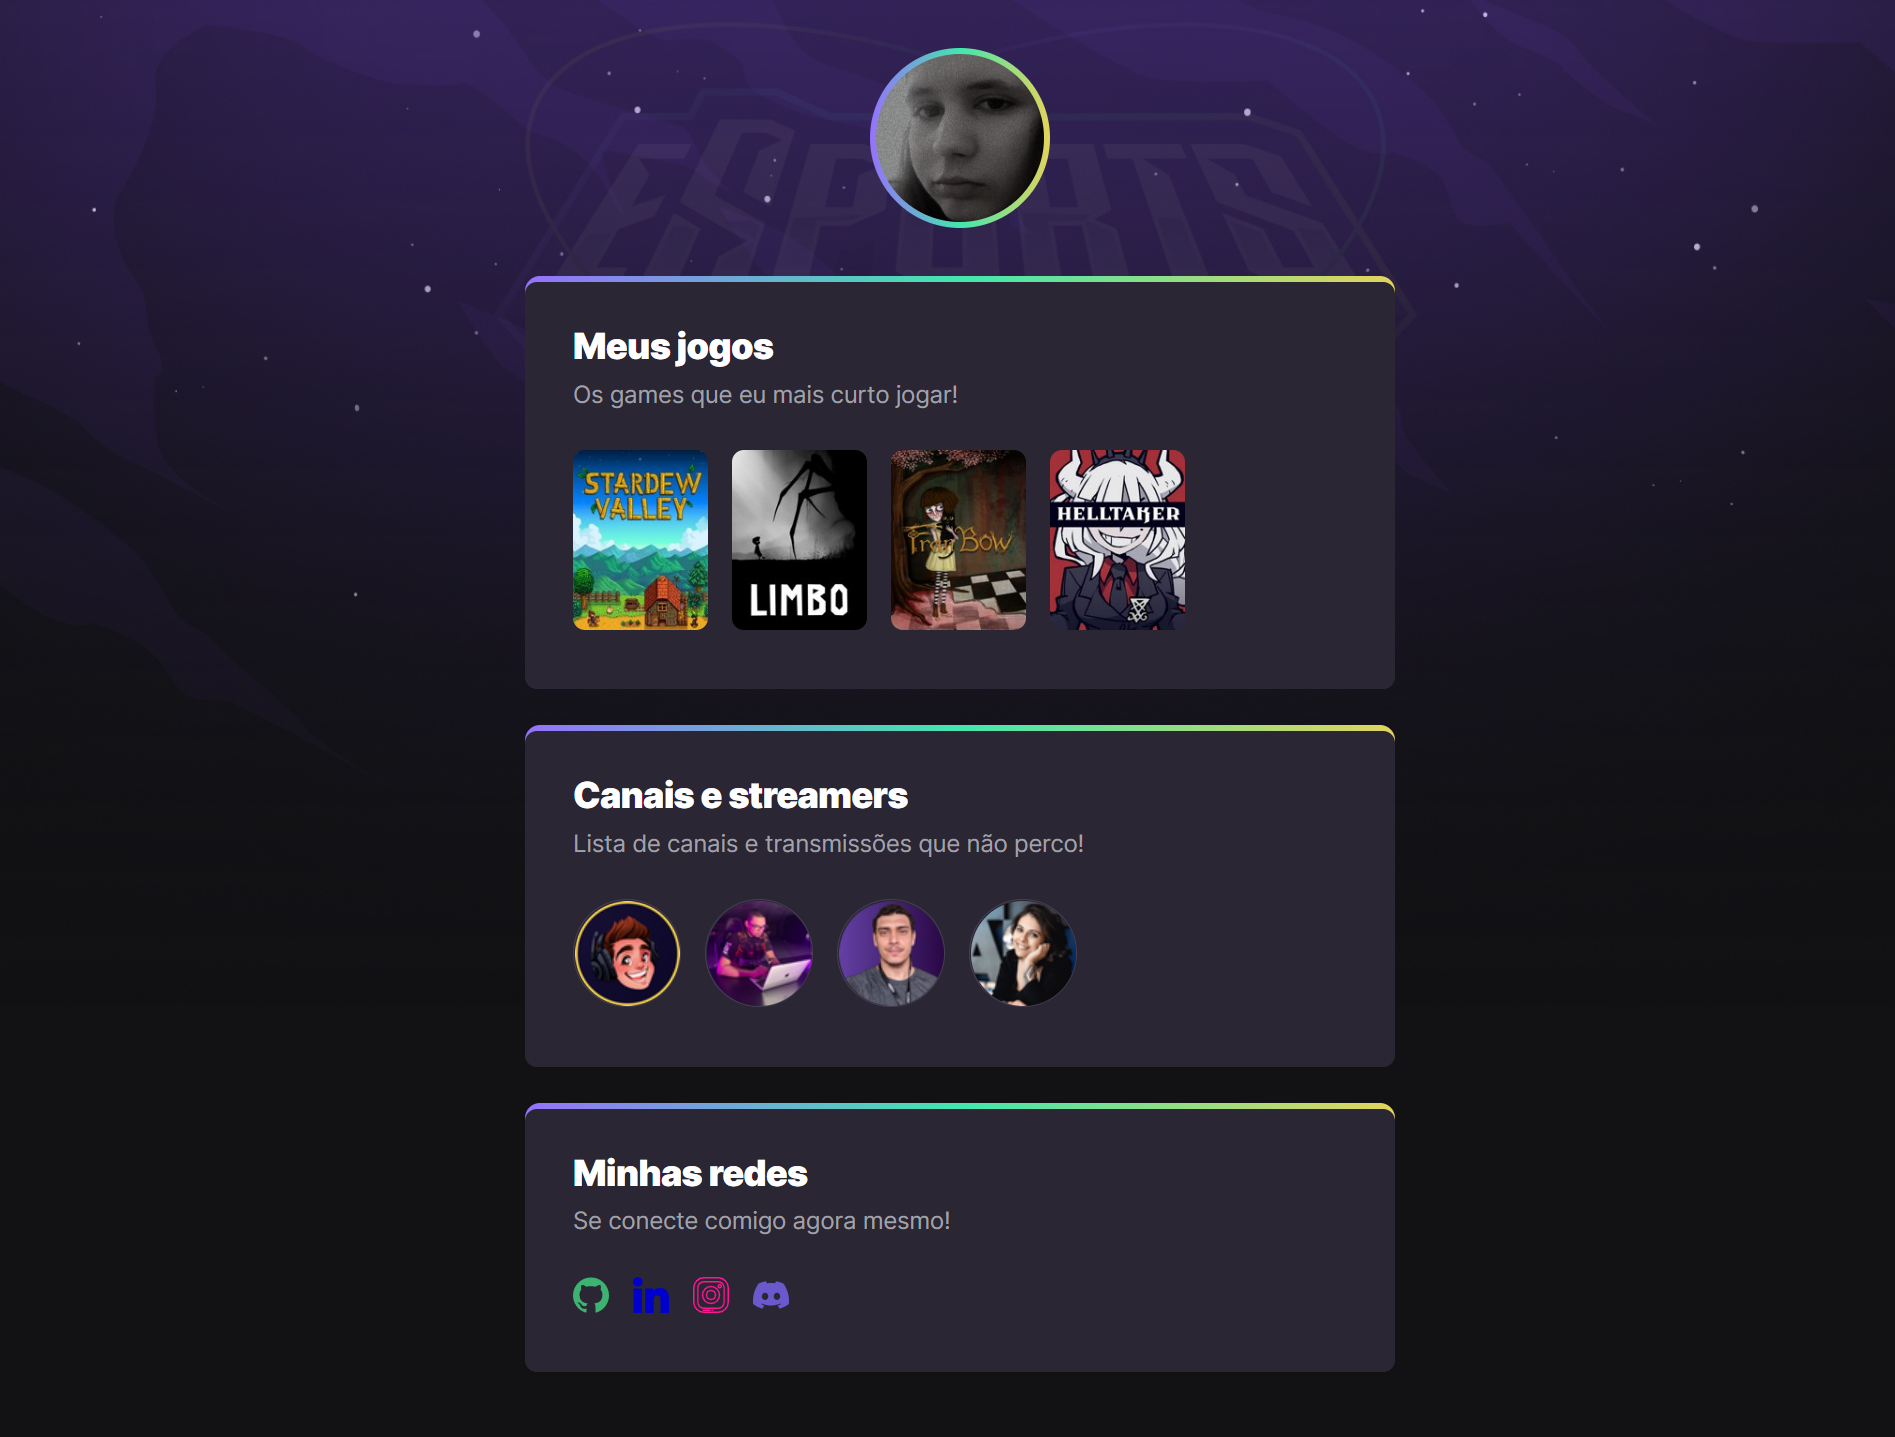 ESPORTS
Meus jogos
Os games que eu mais curto jogar!
STARDEW
VALLEY
LIMBO
Fran Bow
HELLTAKER
Canais e streamers
Lista de canais e transmissões que não perco!
Minhas redes
Se conecte comigo agora mesmo!
in